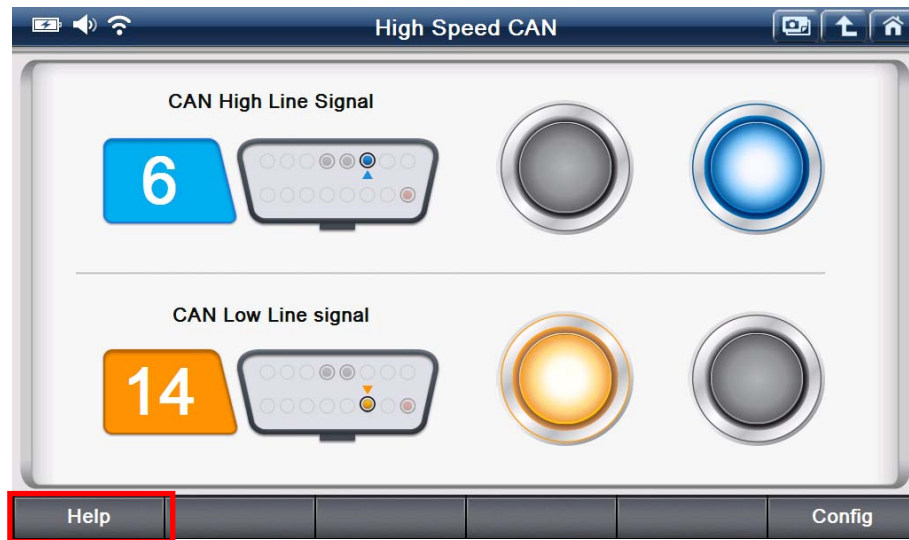 High Speed CAN
CAN High Line Signal
6
CAN Low Line signal
14
Help
Config